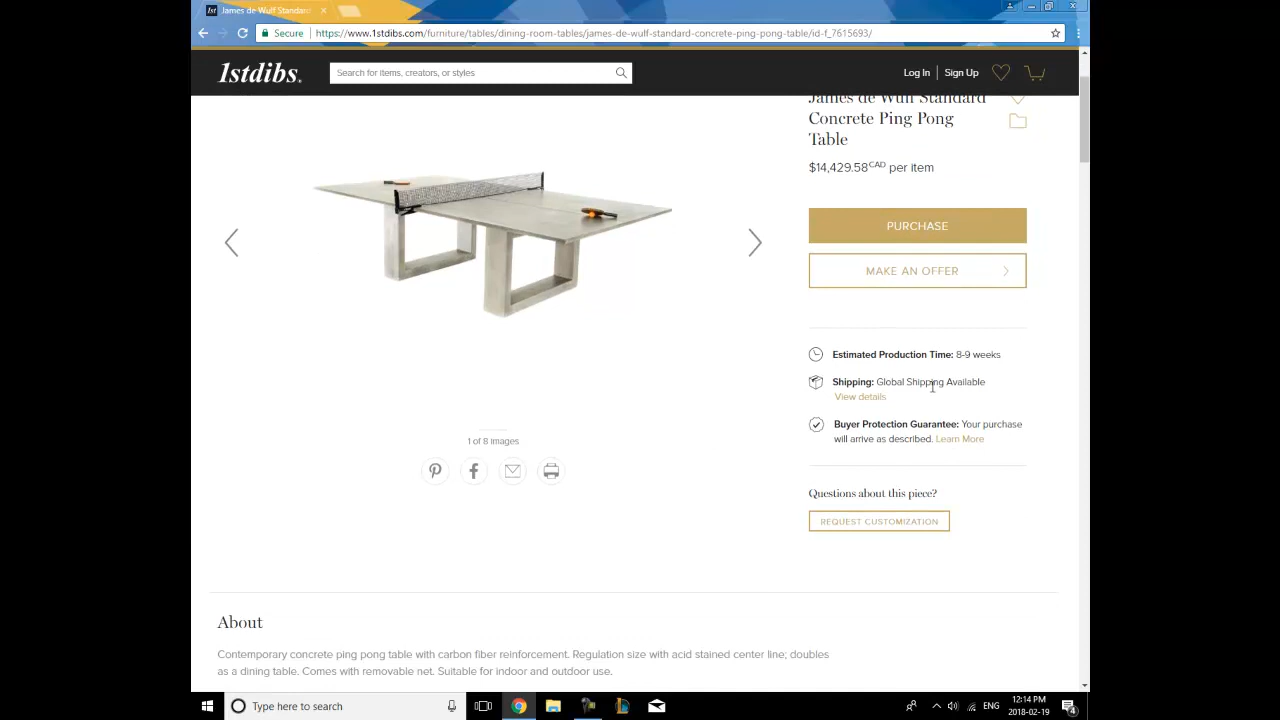 James de Wulf Standard
Secure https://www.1stdibs.com/furniture/tables/dining-room-tables/james-de-wulf-standard-concrete-ping-pong-table/id-f_7615693/
1stdibs.
Search for items, creators, or styles
Log In
Sign Up
James de Wulf Standard
Concrete Ping Pong
Table
$14,429.58CAD per item
PURCHASE
MAKE AN OFFER
Estimated Production Time: 8-9 weeks
Shipping: Global Shipping Available
View details
Buyer Protection Guarantee: Your purchase
will arrive as described. Learn More
1 of 8 images
Questions about this piece?
REQUEST CUSTOMIZATION
About
Contemporary concrete ping pong table with carbon fiber reinforcement. Regulation size with acid stained center line; doubles
as a dining table. Comes with removable net. Suitable for indoor and outdoor use.
Type here to search
ENG
12:14 PM
2018-02-19
4